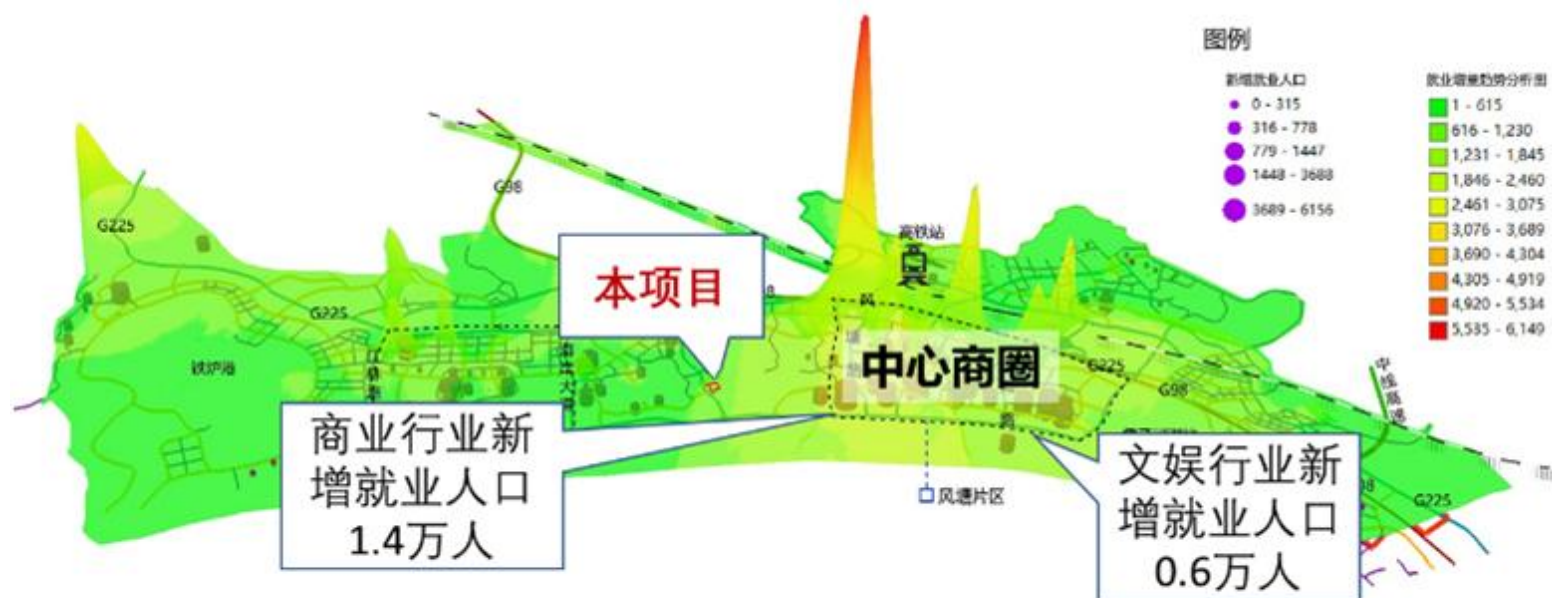 图例
新增就业人口
0 - 315
316 - 778
779 - 1447
1448 - 3688
3689 - 6156
就业增量趋势分析图
1 - 615
616 - 1,230
1,231 - 1,845
1,846 - 2,460
2,461 - 3,075
3,076 - 3,689
3,690 - 4,304
4,305 - 4,919
4,920 - 5,534
5,535 - 6,149
G98
G225
高铁站
本项目
G225
风
中心商圈
G225
G98
铁炉港
中线高速
商业行业新
增就业人口
1.4万人
文娱行业新
增就业人口
0.6万人
风塘片区
G225